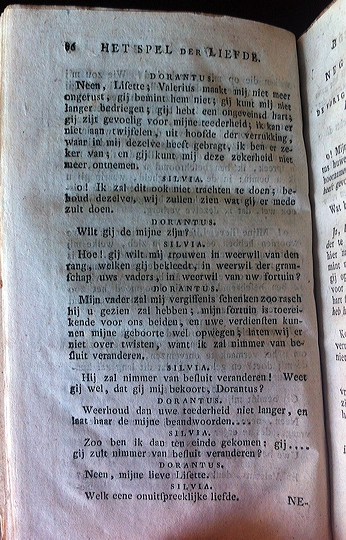 96 HET SPEL DER LIEFDE.
DORANTUS.
Neen, Lisette; Valerius maakt mij niet meer
ongerust, gij bemint hem niet; gij kunt mij niet
langer bedriegen; gij hebt een ongeveinsd hart;
gij zijt gevoelig voor mijne teederheid; ik kan er
niet aan twijfelen, uit hoofde der verrukking,
waar in mij dezelve heeft gebragt, ik ben er ze-
ker van; en gij kunt mij deze zekerheid niet
meer ontnemen.
SILVIA.
o! Ik zal dit ook niet trachten te doen; be-
houd dezelve, wij zullen zien wat gij er mede
zult doen.
DORANTUS.
Wilt gij de mijne zijn?
SILVIA.
Hoe! gij wilt mij trouwen in weerwil van den
rang, welken gij bekleedt, in weerwil der gram-
schap uws vaders, in weerwil van uw fortuin?
DORANTUS.
Mijn vader zal mij vergiffenis schenken zoo rasch
hij u gezien zal hebben; mijn fortuin is toerei-
kende voor ons beiden, en uwe verdiensten kun-
nen mijne geboorte wel opwegen; laten wij er
niet over twisten, want ik zal nimmer van be-
sluit veranderen.
SILVIA.
Hij zal nimmer van besluit veranderen! Weet
gij wel, dat gij mij bekoort, Dorantus?
DORANTUS.
Weerhoud dan uwe teederheid niet langer, en
laat haar de mijne beandwoorden....
SILVIA.
Zoo ben ik dan ten einde gekomen; gij....
gij zult nimmer van besluit veranderen?
DORANTUS.
Neen, mijne lieve Lisette.
SILVIA.
Welk eene onuitspreeklijke liefde.
NE-